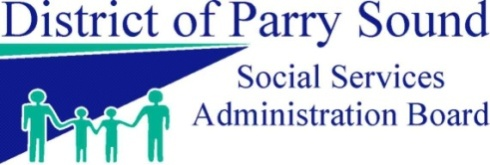 District of Parry Sound
Social Services
Administration Board